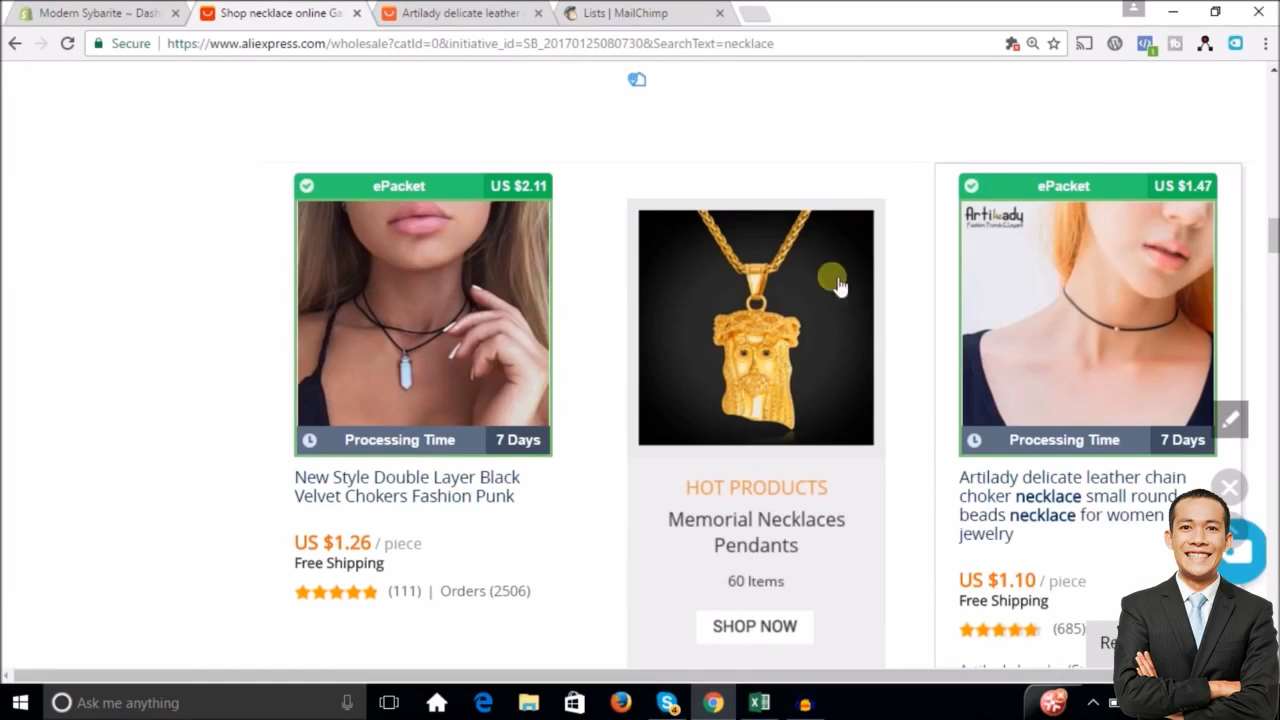 Modern Sybarite ~ Dash
Shop necklace online Ga
Artilady delicate leather
Lists | MailChimp
Secure
https://www.aliexpress.com/wholesale?catId=0&initiative_id=SB_20170125080730&SearchText=necklace
ePacket US $2.11
Processing Time 7 Days
New Style Double Layer Black
Velvet Chokers Fashion Punk
US $1.26 / piece
Free Shipping
(111) | Orders (2506)
HOT PRODUCTS
Memorial Necklaces
Pendants
60 Items
SHOP NOW
ePacket US $1.47
Artilady
Processing Time 7 Days
Artilady delicate leather chain
choker necklace small round
beads necklace for women
jewelry
US $1.10 / piece
Free Shipping
(685)
Re
Ask me anything